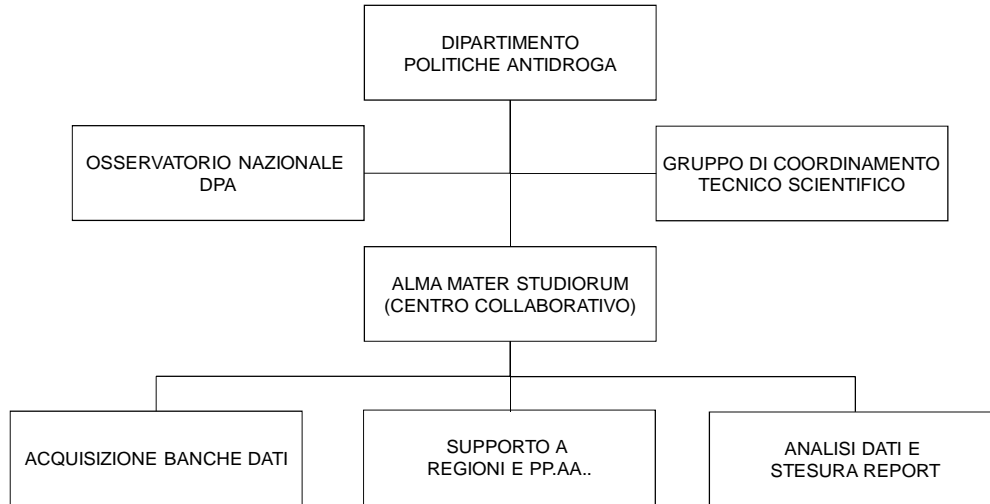 DIPARTIMENTO
POLITICHE ANTIDROGA
OSSERVATORIO NAZIONALE
DPA
GRUPPO DI COORDINAMENTO
TECNICO SCIENTIFICO
ALMA MATER STUDIORUM
(CENTRO COLLABORATIVO)
ACQUISIZIONE BANCHE DATI
SUPPORTO A
REGIONI E PP.AA..
ANALISI DATI E
STESURA REPORT